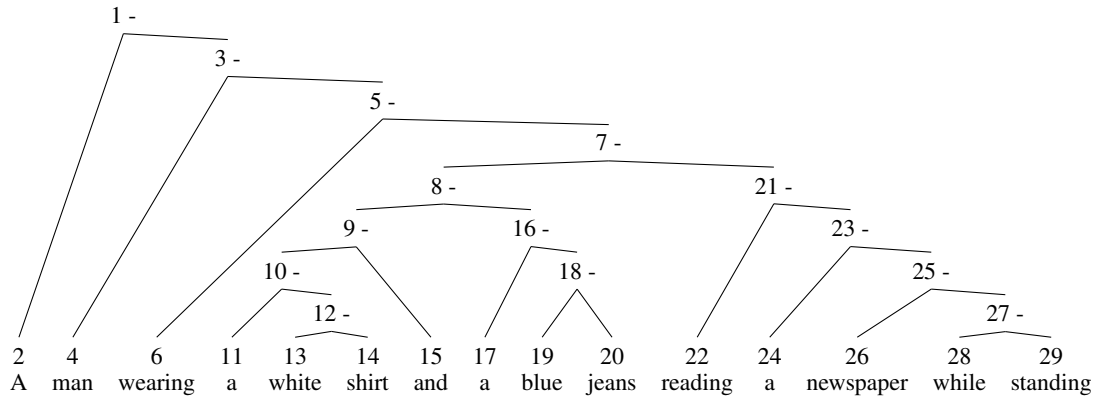 1 -
3 -
5 -
7 -
8 - 21 -
9 - 16 - 23 -
10 - 18 - 25 -
12 - 27 -
2 4 6 11 13 14 15 17 19 20 22 24 26 28 29
A man wearing a white shirt and a blue jeans reading a newspaper while standing